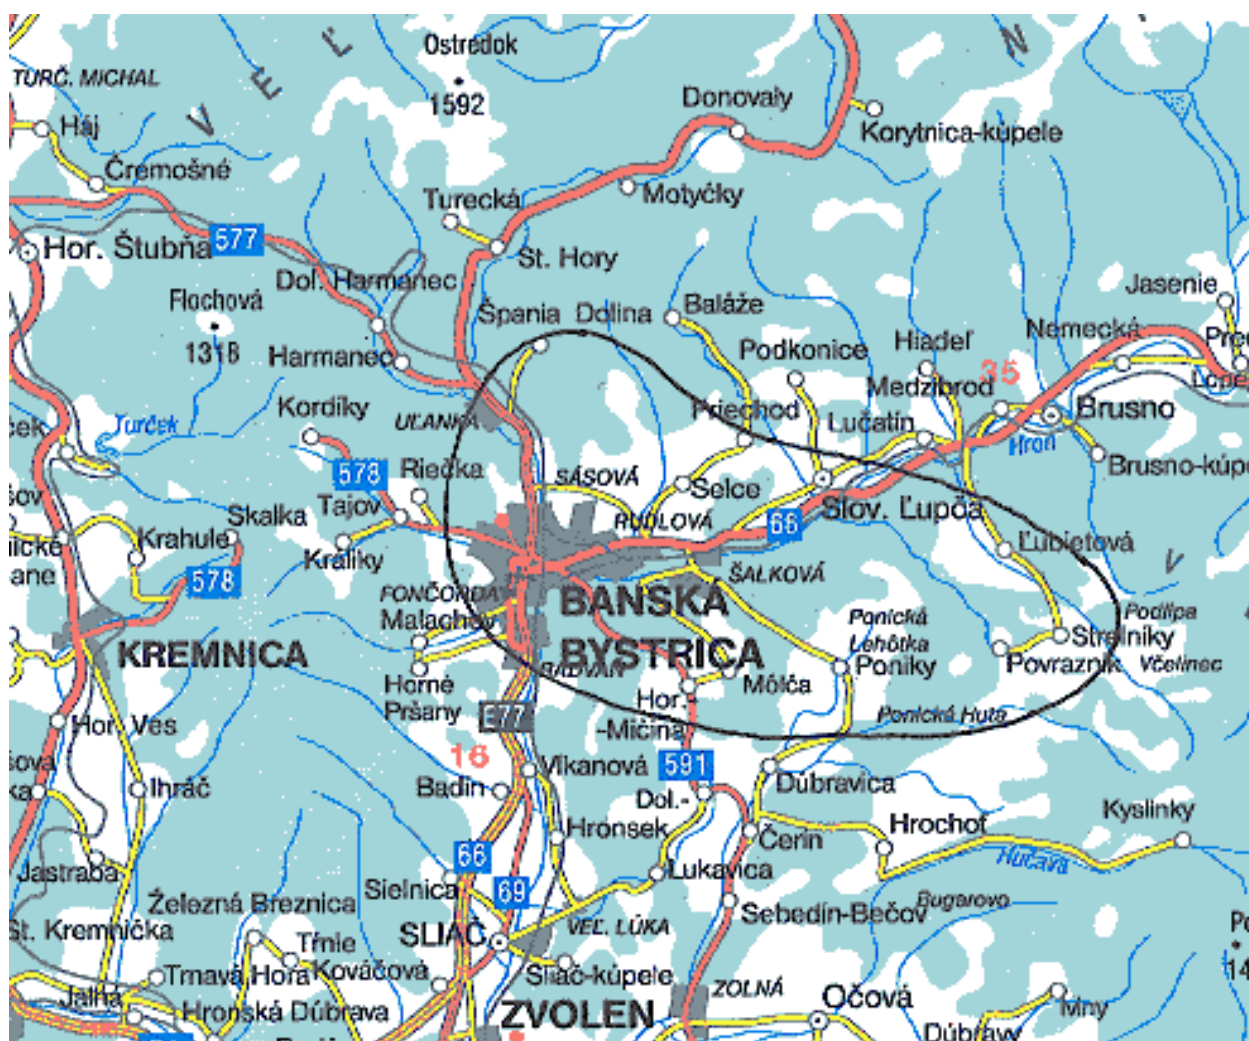 Ostredok
TURČ. MICHAL
1592
V
E
Ľ
N
Donovaly
Háj
Korytnica-kúpele
Čremošné
Motyčky
Turecká
577
Hor. Štubňa
St. Hory
Dol. Harmanec
Jasenie
Flochová
Špania Dolina
Baláže
Nemecká
1318
Harmanec
Podkonice
Hiadeľ
35
Medzibrod
Kordíky
Priechod
Brusno
Turček
UĽANKA
Lučatín
Hron
578
Riečka
SÁSOVÁ
Selce
Tajov
Skalka
RUDLOVÁ
66
Slov. Ľupča
Krahule
Králiky
Ľubietová
V
578
ŠALKOVÁ
FONČORDA
BANSKÁ
Malachov
Ponická
Lehôtka
Podlipa
Strelníky
KREMNICA
BYSTRICA
RADVAŇ
Poniky
Povrazník
Včelinec
Horné
Pršany
Môlča
Hor.-
-Mičiná
E77
Ponická Huta
Hor. Ves
16
Vlkanová
591
Badín
Dúbravica
Ihráč
Dol.-
Kyslinky
Hronsek
Čerín
Hrochoť
66
Hučava
Jastraba
Lukavica
Sielnica
69
Železná Breznica
Sebedín-Bečov
Bugarovo
St. Kremnička
Tŕnie
SLIAČ
VEĽ. LÚKA
Trnavá Hora
Kováčová
Sliač-kúpele
Jalná
ZOLNÁ
Očová
Hronská Dúbrava
ZVOLEN
Dúbravy